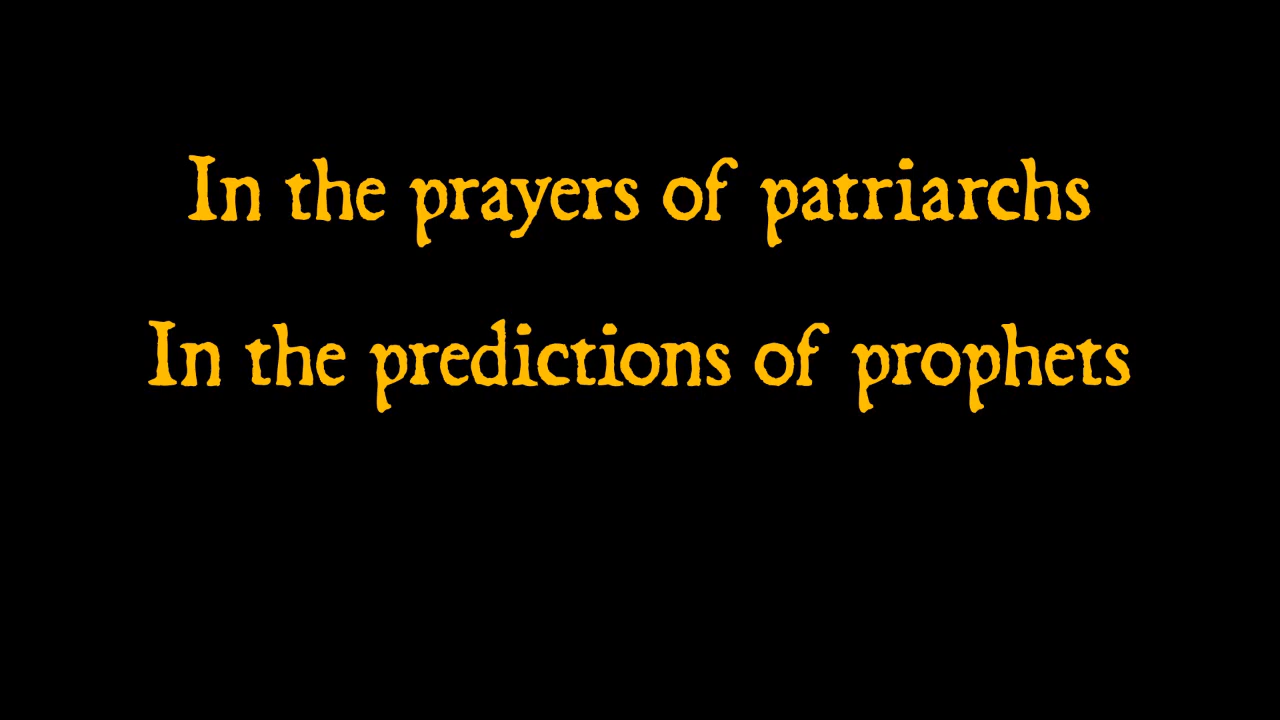 In the prayers of patriarchs
In the predictions of prophets